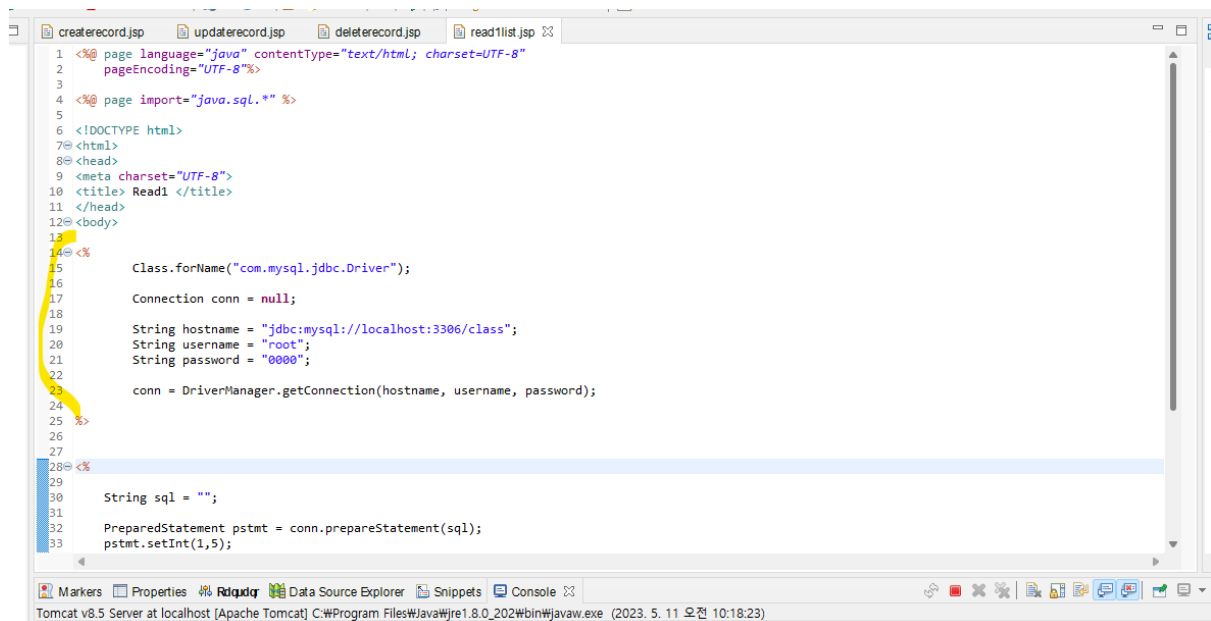 createrecord.jsp updaterecord.jsp deleterecord.jsp read1list.jsp
1 <%@ page language="java" contentType="text/html; charset=UTF-8"
2 pageEncoding="UTF-8"%>
3
4 <%@ page import="java.sql.*" %>
5
6 <!DOCTYPE html>
7 <html>
8 <head>
9 <meta charset="UTF-8">
10 <title> Read1 </title>
11 </head>
12 <body>
13
14 <%
15 Class.forName("com.mysql.jdbc.Driver");
16
17 Connection conn = null;
18
19 String hostname = "jdbc:mysql://localhost:3306/class";
20 String username = "root";
21 String password = "0000";
22
23 conn = DriverManager.getConnection(hostname, username, password);
24
25 %>
26
27
28 <%
29
30 String sql = "";
31
32 PreparedStatement pstmt = conn.prepareStatement(sql);
33 pstmt.setInt(1,5);
Markers Properties Data Source Explorer Snippets Console
Tomcat v8.5 Server at localhost [Apache Tomcat] C:₩Program Files₩Java₩jre1.8.0_202₩bin₩javaw.exe (2023. 5. 11 오전 10:18:23)